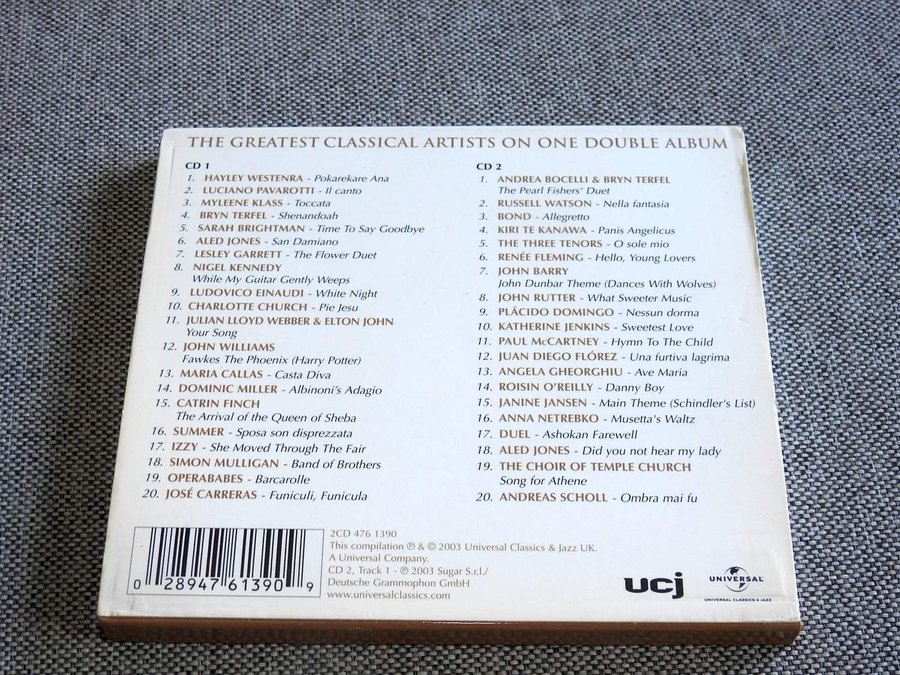 THE GREATEST CLASSICAL ARTISTS ON ONE DOUBLE ALBUM
CD 1
1. HAYLEY WESTENRA - Pokarekare Ana
2. LUCIANO PAVAROTTI - Il canto
3. MYLEENE KLASS - Toccata
4. BRYN TERFEL - Shenandoah
5. SARAH BRIGHTMAN - Time To Say Goodbye
6. ALED JONES - San Damiano
7. LESLEY GARRETT - The Flower Duet
8. NIGEL KENNEDY
While My Guitar Gently Weeps
9. LUDOVICO EINAUDI - White Night
10. CHARLOTTE CHURCH - Pie Jesu
11. JULIAN LLOYD WEBBER & ELTON JOHN
Your Song
12. JOHN WILLIAMS
Fawkes The Phoenix (Harry Potter)
13. MARIA CALLAS - Casta Diva
14. DOMINIC MILLER - Albinoni's Adagio
15. CATRIN FINCH
The Arrival of the Queen of Sheba
16. SUMMER - Sposa son disprezzata
17. IZZY - She Moved Through The Fair
18. SIMON MULLIGAN - Band of Brothers
19. OPERABABES - Barcarolle
20. JOSÉ CARRERAS - Funiculi, Funicula
CD 2
1. ANDREA BOCELLI & BRYN TERFEL
The Pearl Fishers' Duet
2. RUSSELL WATSON - Nella fantasia
3. BOND - Allegretto
4. KIRI TE KANAWA - Panis Angelicus
5. THE THREE TENORS - O sole mio
6. RENÉE FLEMING - Hello, Young Lovers
7. JOHN BARRY
John Dunbar Theme (Dances With Wolves)
8. JOHN RUTTER - What Sweeter Music
9. PLÁCIDO DOMINGO - Nessun dorma
10. KATHERINE JENKINS - Sweetest Love
11. PAUL McCARTNEY - Hymn To The Child
12. JUAN DIEGO FLÓREZ - Una furtiva lagrima
13. ANGELA GHEORGHIU - Ave Maria
14. ROISIN O'REILLY - Danny Boy
15. JANINE JANSEN - Main Theme (Schindler's List)
16. ANNA NETREBKO - Musetta's Waltz
17. DUEL - Ashokan Farewell
18. ALED JONES - Did you not hear my lady
19. THE CHOIR OF TEMPLE CHURCH
Song for Athene
20. ANDREAS SCHOLL - Ombra mai fu
0 28947 61390 9
2CD 476 1390
This compilation ℗ & © 2003 Universal Classics & Jazz UK.
A Universal Company.
CD 2, Track 1 - ℗ 2003 Sugar S.r.l./
Deutsche Grammophon GmbH
www.universalclassics.com
ucj
UNIVERSAL
UNIVERSAL CLASSICS & JAZZ